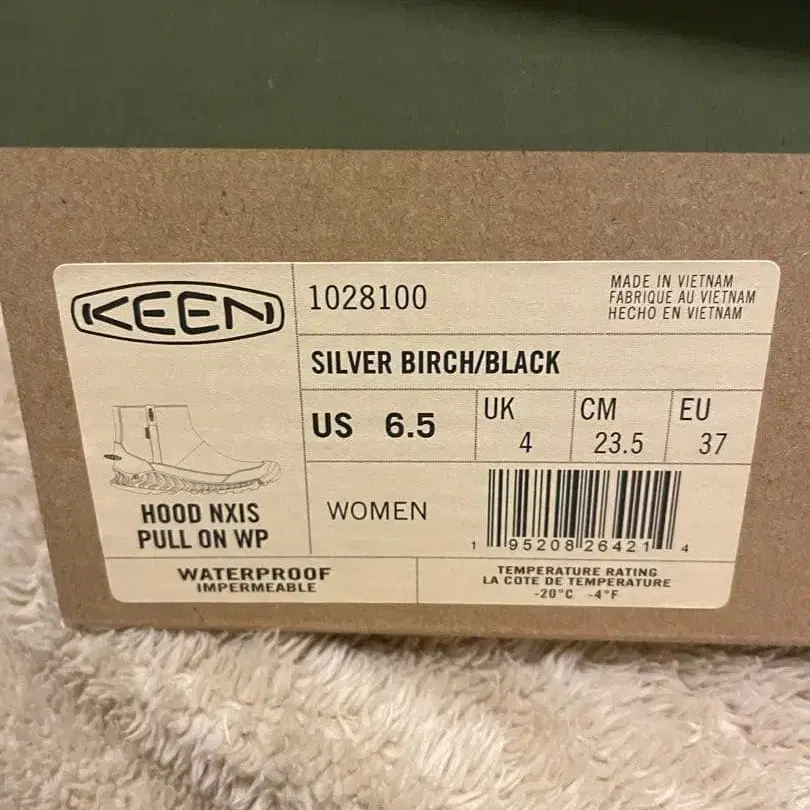 KEEN
1028100
MADE IN VIETNAM
FABRIQUE AU VIETNAM
HECHO EN VIETNAM
SILVER BIRCH/BLACK
US 6.5
UK 4
CM 23.5
EU 37
HOOD NXIS
PULL ON WP
WOMEN
1 95208 26421 4
WATERPROOF
IMPERMEABLE
TEMPERATURE RATING
LA COTE DE TEMPERATURE
-20°C -4°F